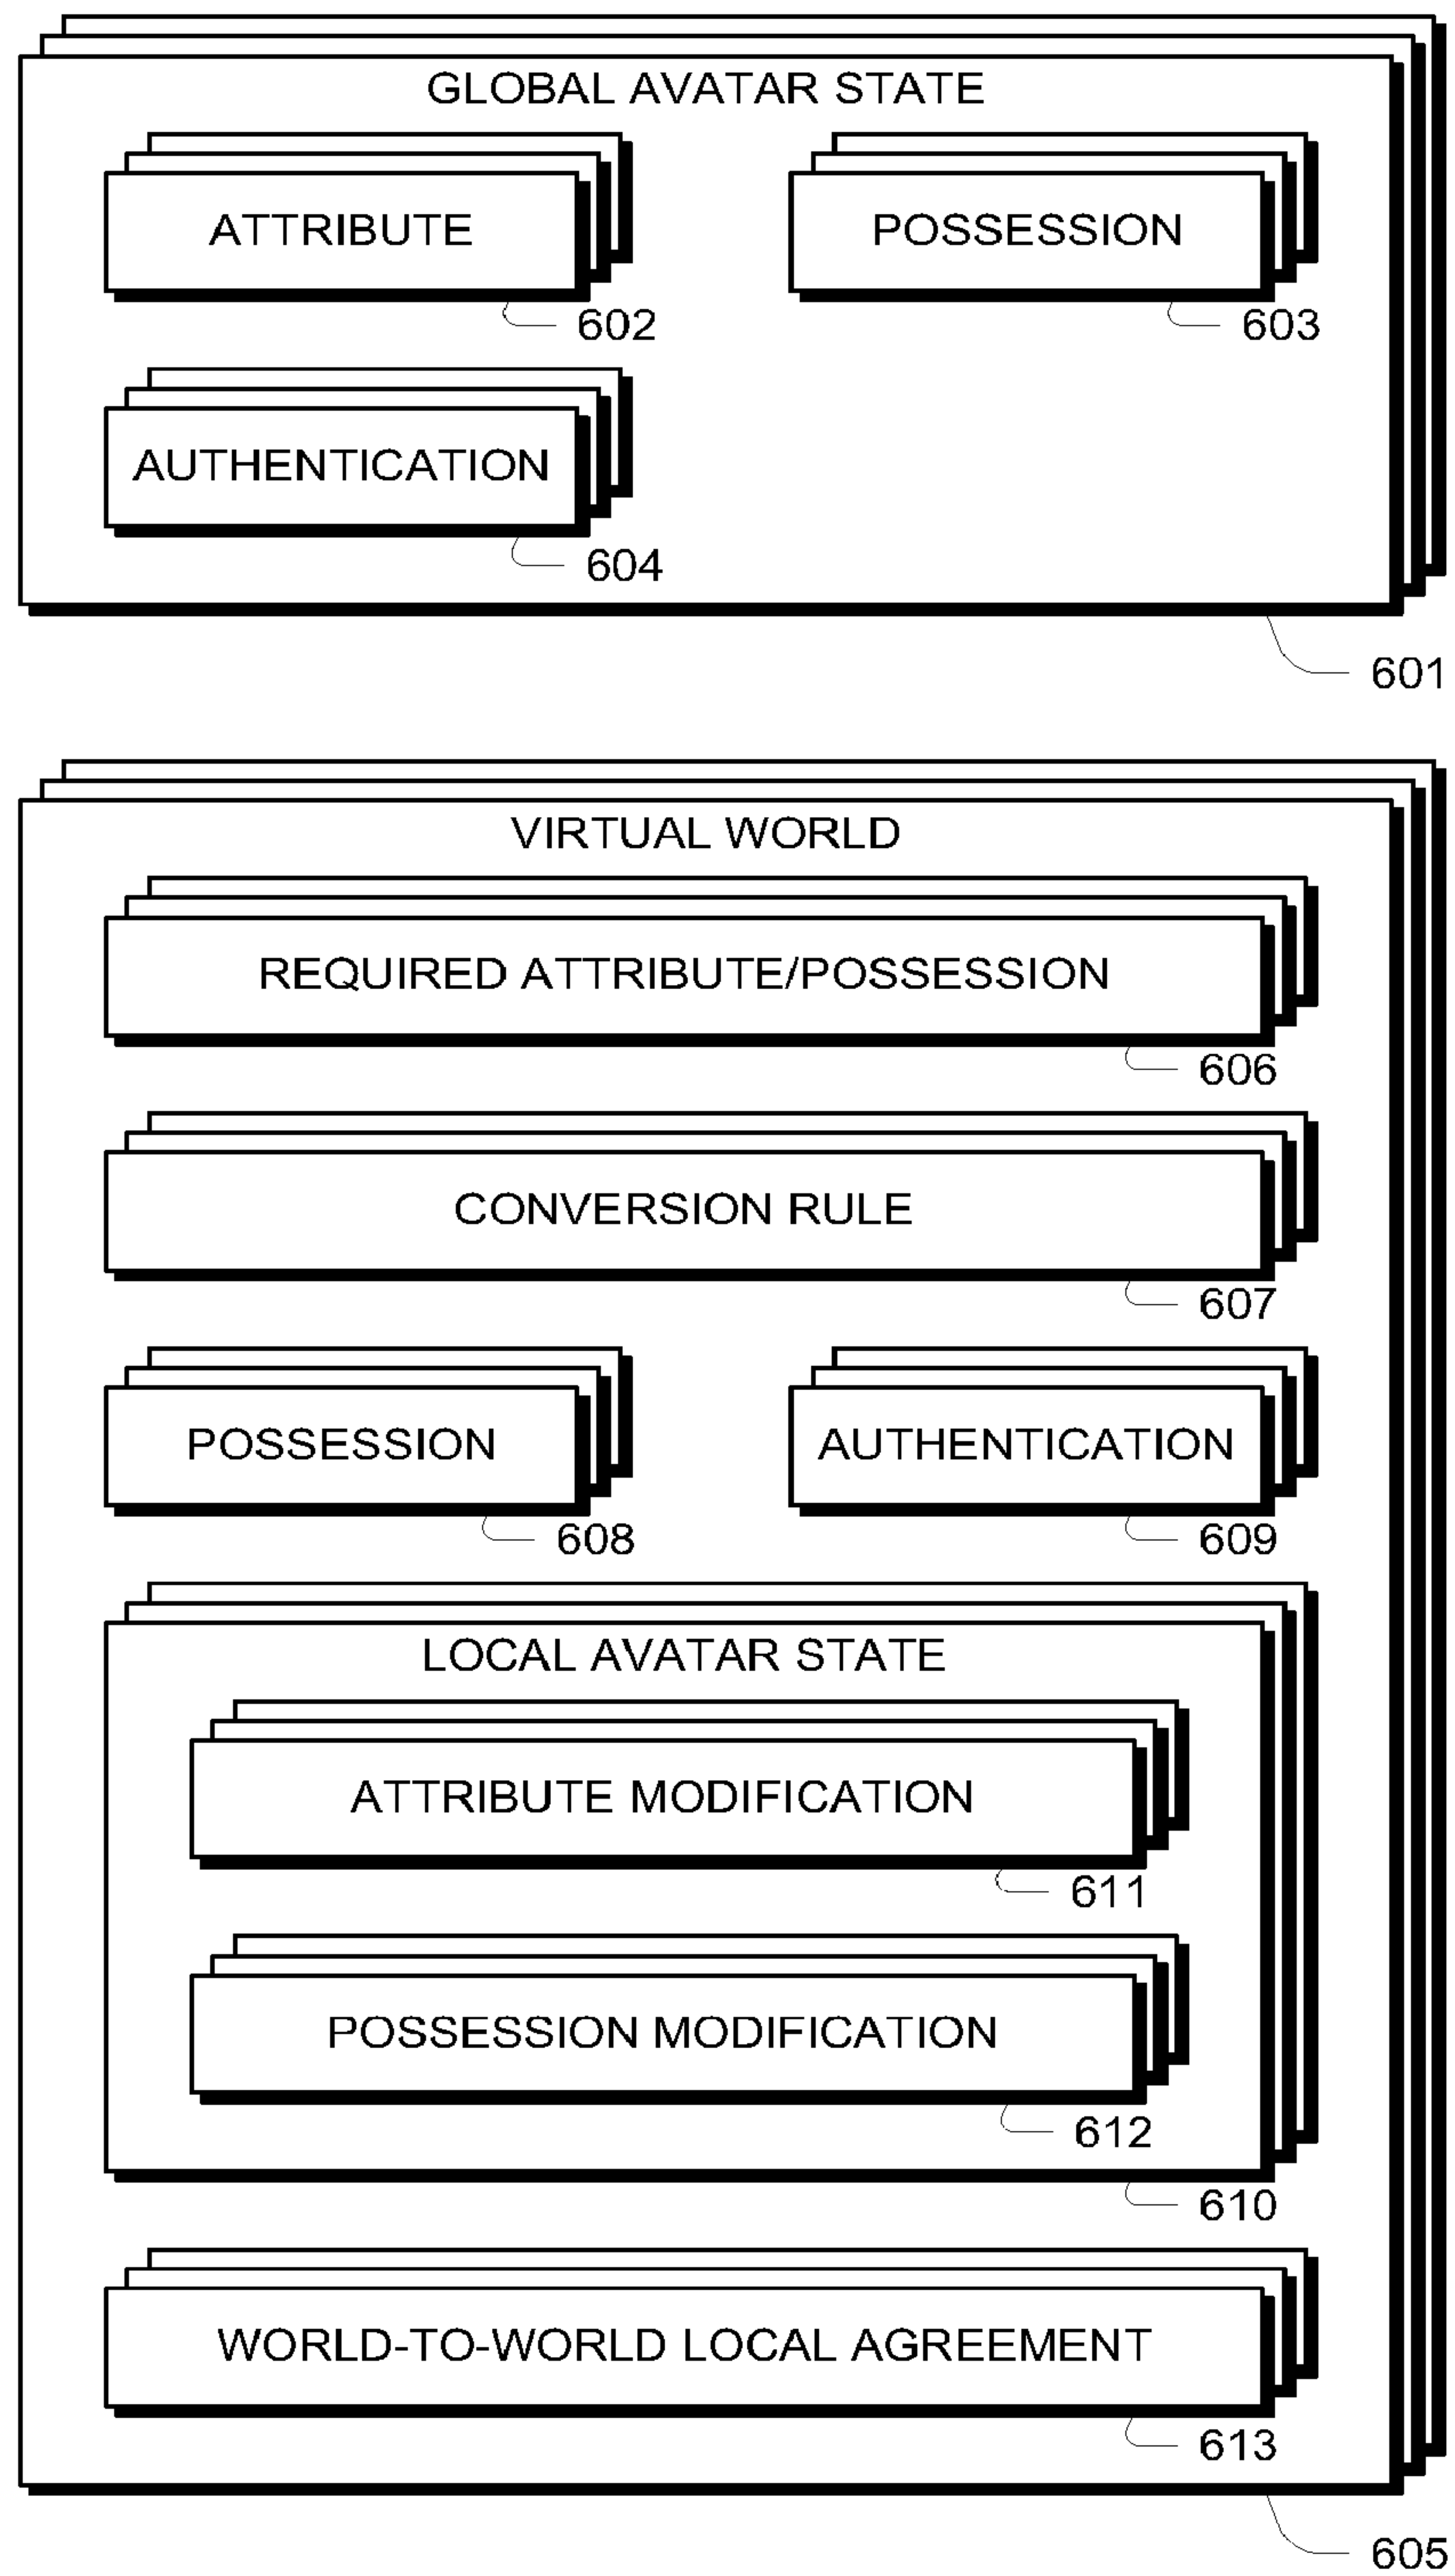 GLOBAL AVATAR STATE
ATTRIBUTE
POSSESSION
602
603
AUTHENTICATION
604
601
VIRTUAL WORLD
REQUIRED ATTRIBUTE/POSSESSION
606
CONVERSION RULE
607
POSSESSION
AUTHENTICATION
608
609
LOCAL AVATAR STATE
ATTRIBUTE MODIFICATION
611
POSSESSION MODIFICATION
612
610
WORLD-TO-WORLD LOCAL AGREEMENT
613
605